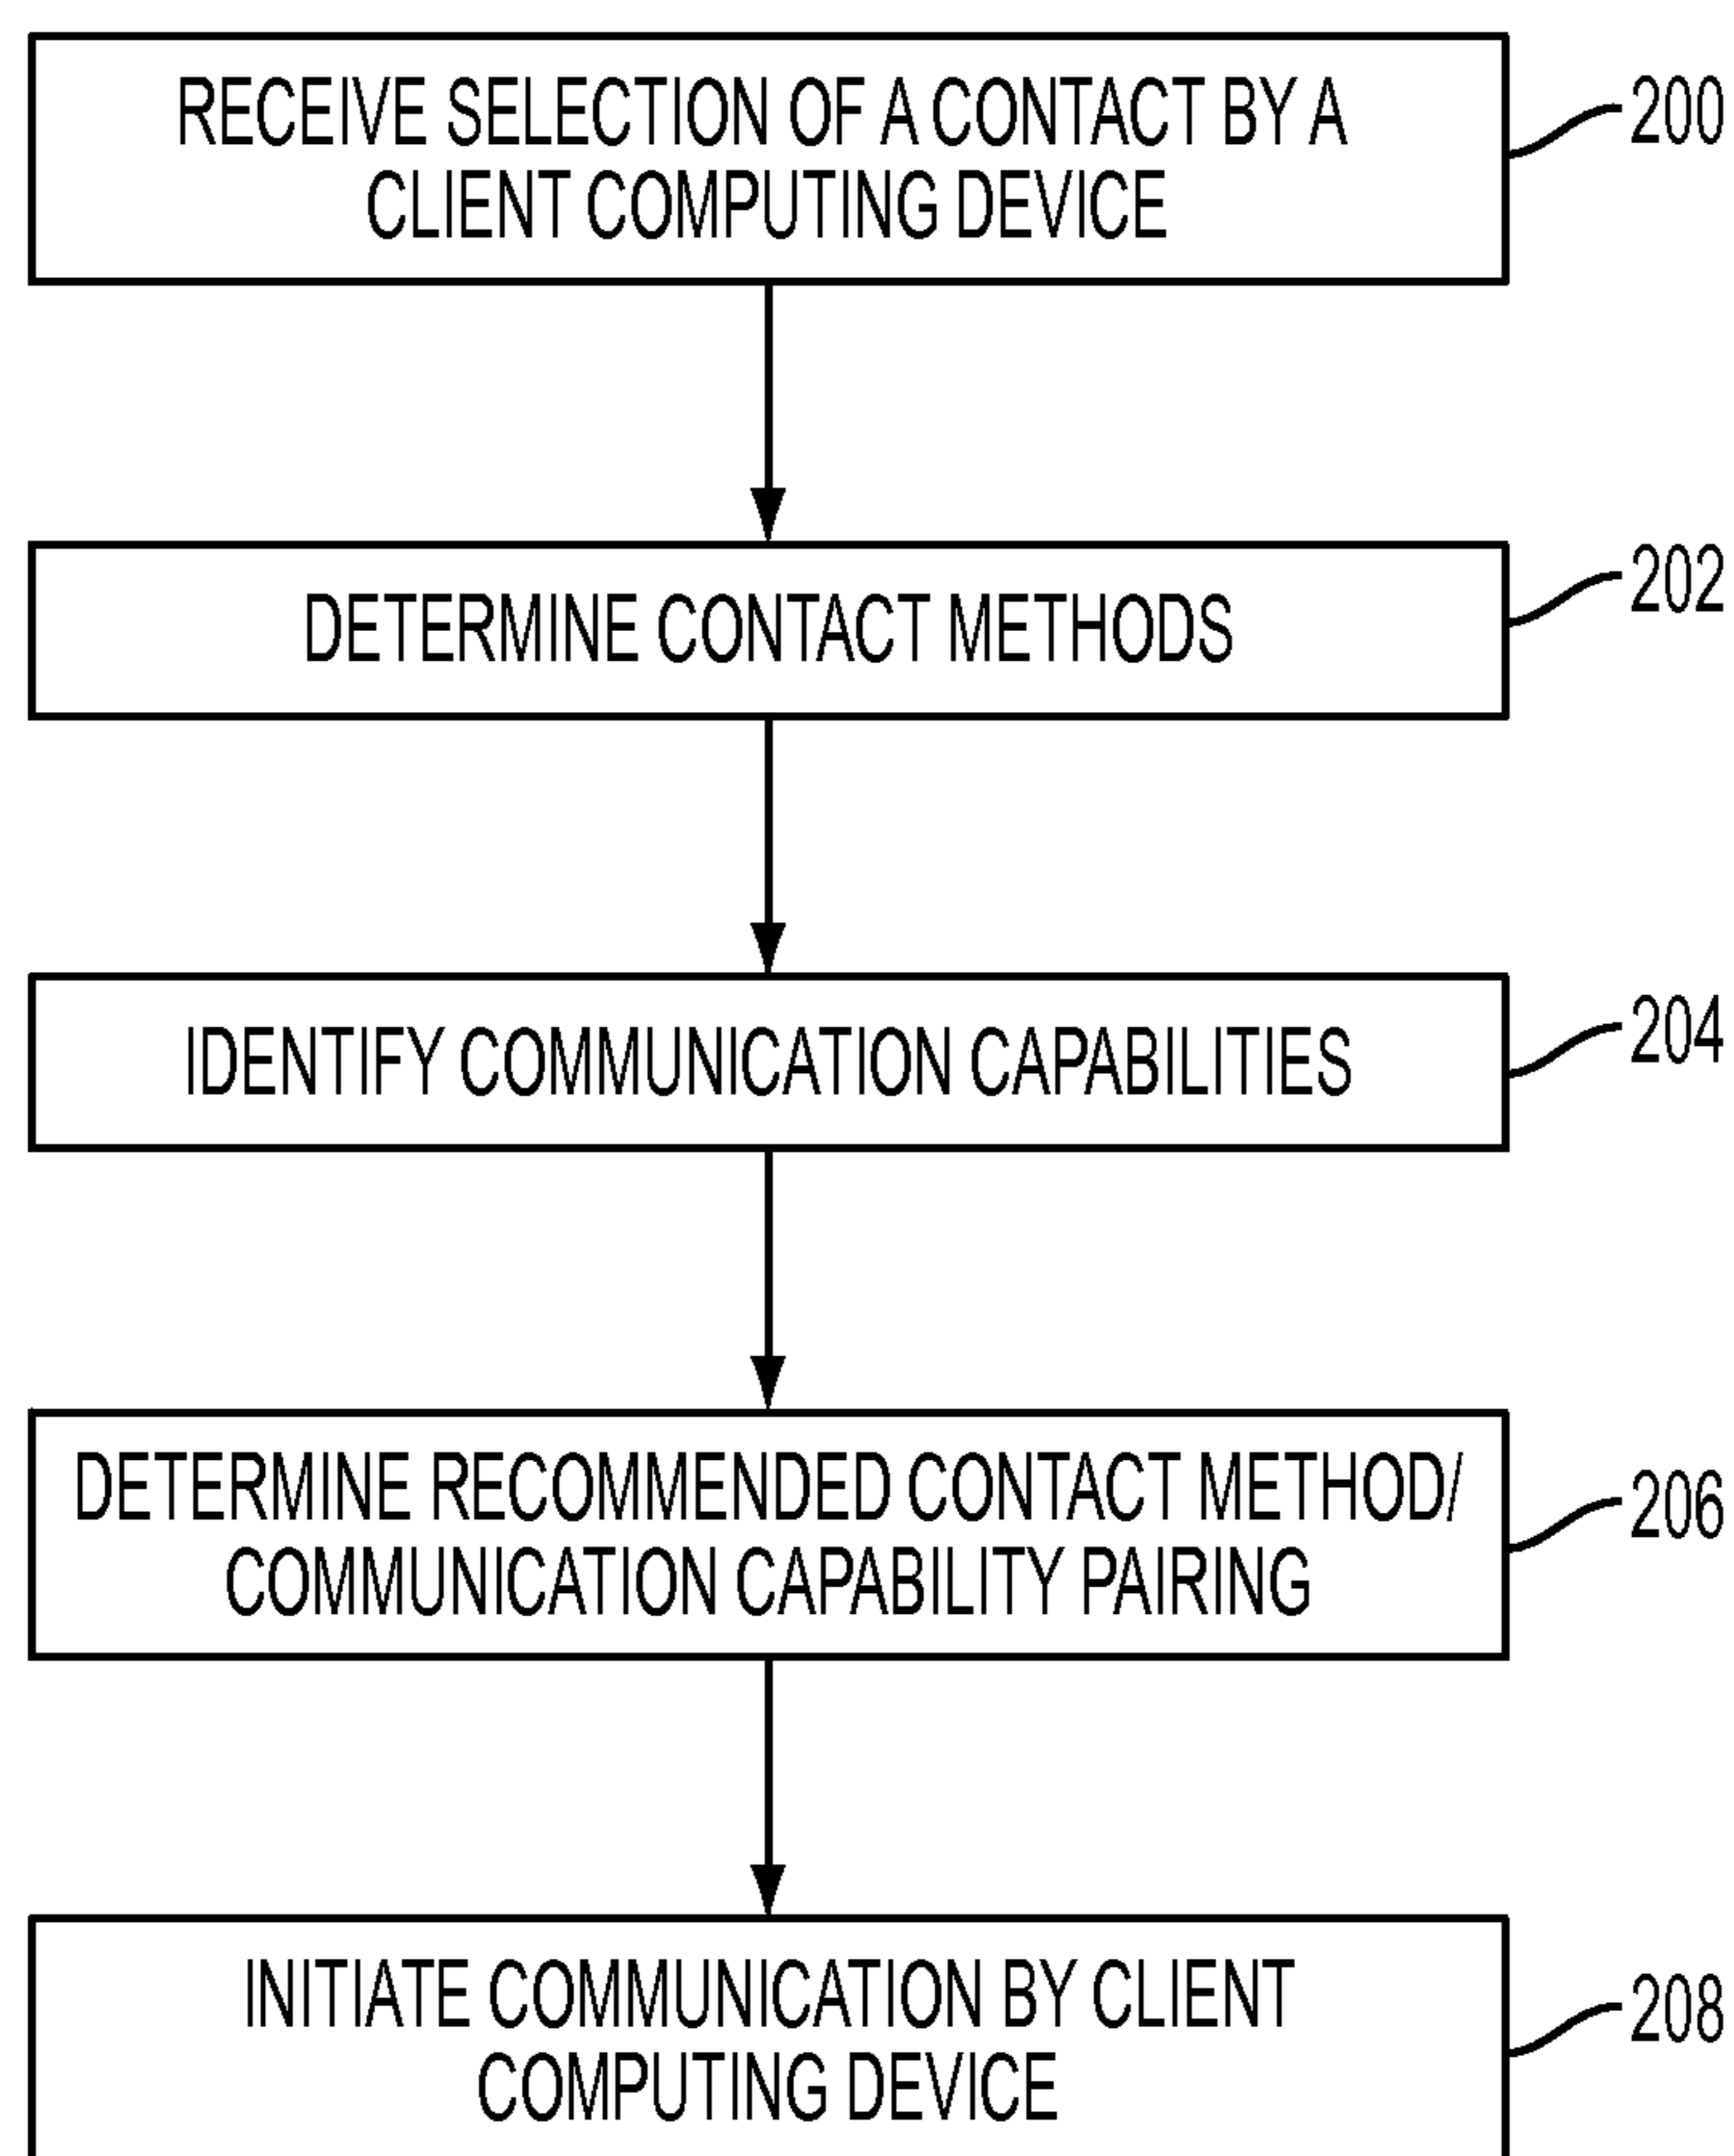 RECEIVE SELECTION OF A CONTACT BY A
CLIENT COMPUTING DEVICE
200
DETERMINE CONTACT METHODS
202
IDENTIFY COMMUNICATION CAPABILITIES
204
DETERMINE RECOMMENDED CONTACT METHOD/
COMMUNICATION CAPABILITY PAIRING
206
INITIATE COMMUNICATION BY CLIENT
COMPUTING DEVICE
208